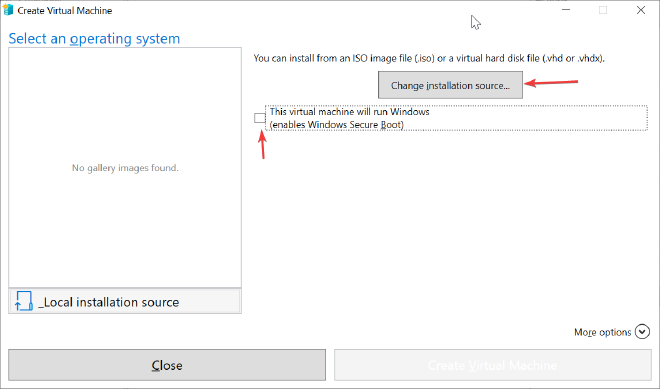 Create Virtual Machine
Select an operating system
You can install from an ISO image file (.iso) or a virtual hard disk file (.vhd or .vhdx).
Change installation source...
This virtual machine will run Windows
(enables Windows Secure Boot)
No gallery images found.
_Local installation source
More options
Close
Create Virtual Machine